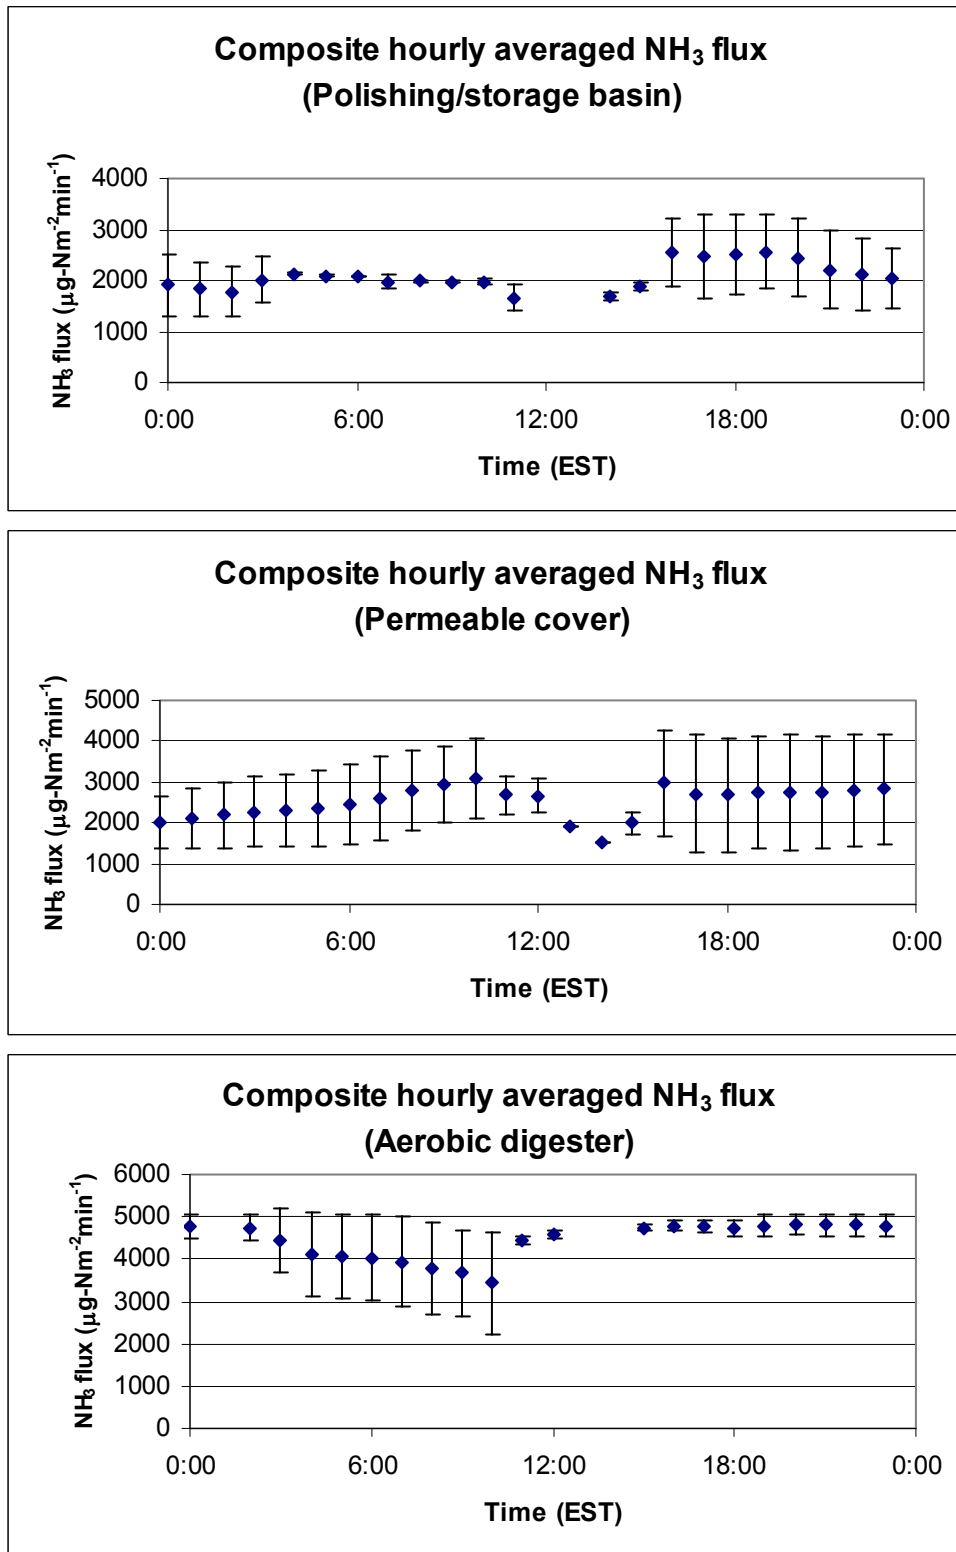 Composite hourly averaged NH₃ flux
(Polishing/storage basin)
NH₃ flux (µg-Nm⁻²min⁻¹)
4000
3000
2000
1000
0
0:00 6:00 12:00 18:00 0:00
Time (EST)
Composite hourly averaged NH₃ flux
(Permeable cover)
NH₃ flux (µg-Nm⁻²min⁻¹)
5000
4000
3000
2000
1000
0
0:00 6:00 12:00 18:00 0:00
Time (EST)
Composite hourly averaged NH₃ flux
(Aerobic digester)
NH₃ flux (µg-Nm⁻²min⁻¹)
6000
5000
4000
3000
2000
1000
0
0:00 6:00 12:00 18:00 0:00
Time (EST)